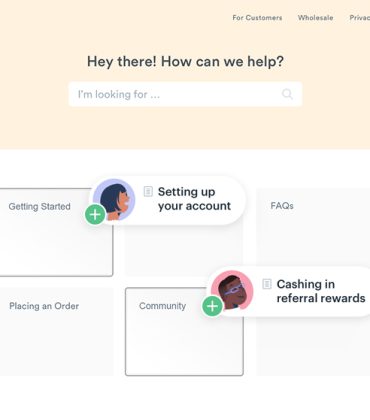 For Customers Wholesale
Hey there! How can we help?
I'm looking for ...
Setting up
your account
Getting Started
FAQs
Cashing in
referral rewards
Placing an Order
Community